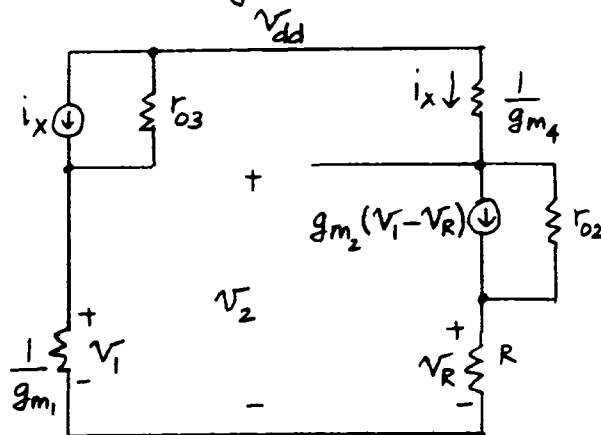 V_dd
i_x
r_o3
i_x ↓
1/g_m4
+
g_m2(V_1-V_R)
r_o2
V_2
+
V_1
-
1/g_m1
+
V_R
-
R
-